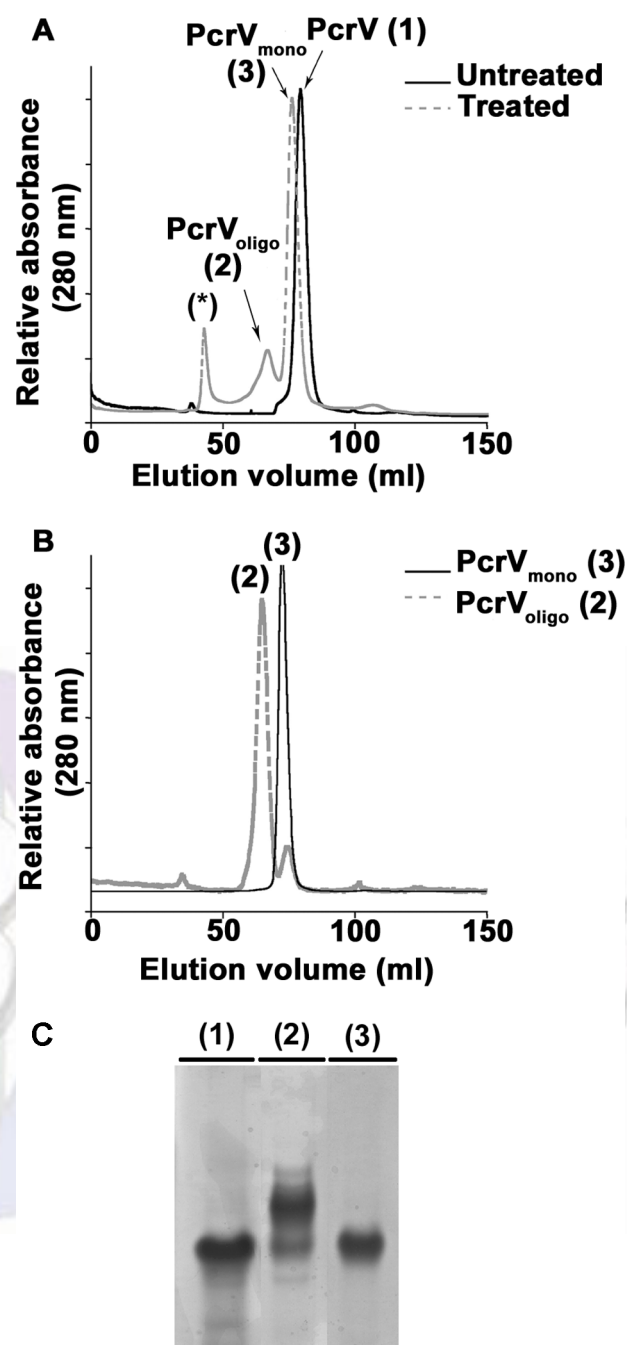 A
PcrVmono
(3)
PcrV (1)
Untreated
Treated
PcrVoligo
(2)
(*)
Relative absorbance
(280 nm)
0 50 100 150
Elution volume (ml)
B
(3)
(2)
PcrVmono (3)
PcrVoligo (2)
Relative absorbance
(280 nm)
0 50 100 150
Elution volume (ml)
C
(1) (2) (3)